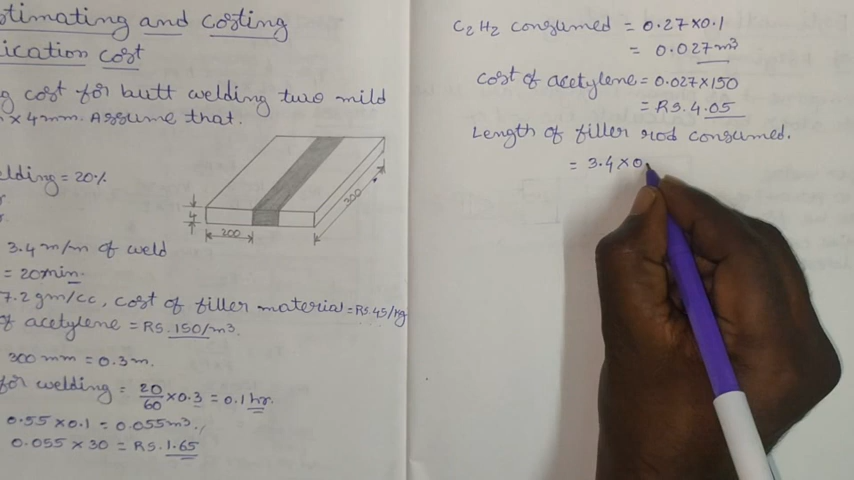 stimating and costing
ication cost
g cost for butt welding two mild
x 4mm. Assume that.
lding = 20%
300
4
200
3.4 m/m of weld
= 20min.
7.2 gm/cc, cost of filler material = Rs.45/kg
of acetylene = Rs.150/m³.
300 mm = 0.3 m.
for welding = 20/60 × 0.3 = 0.1 hr.
0.55 × 0.1 = 0.055 m³.
0.055 × 30 = Rs.1.65
C2H2 consumed = 0.27×0.1
= 0.027 m³
Cost of acetylene = 0.027×150
= Rs.4.05
Length of filler rod consumed.
= 3.4×0.